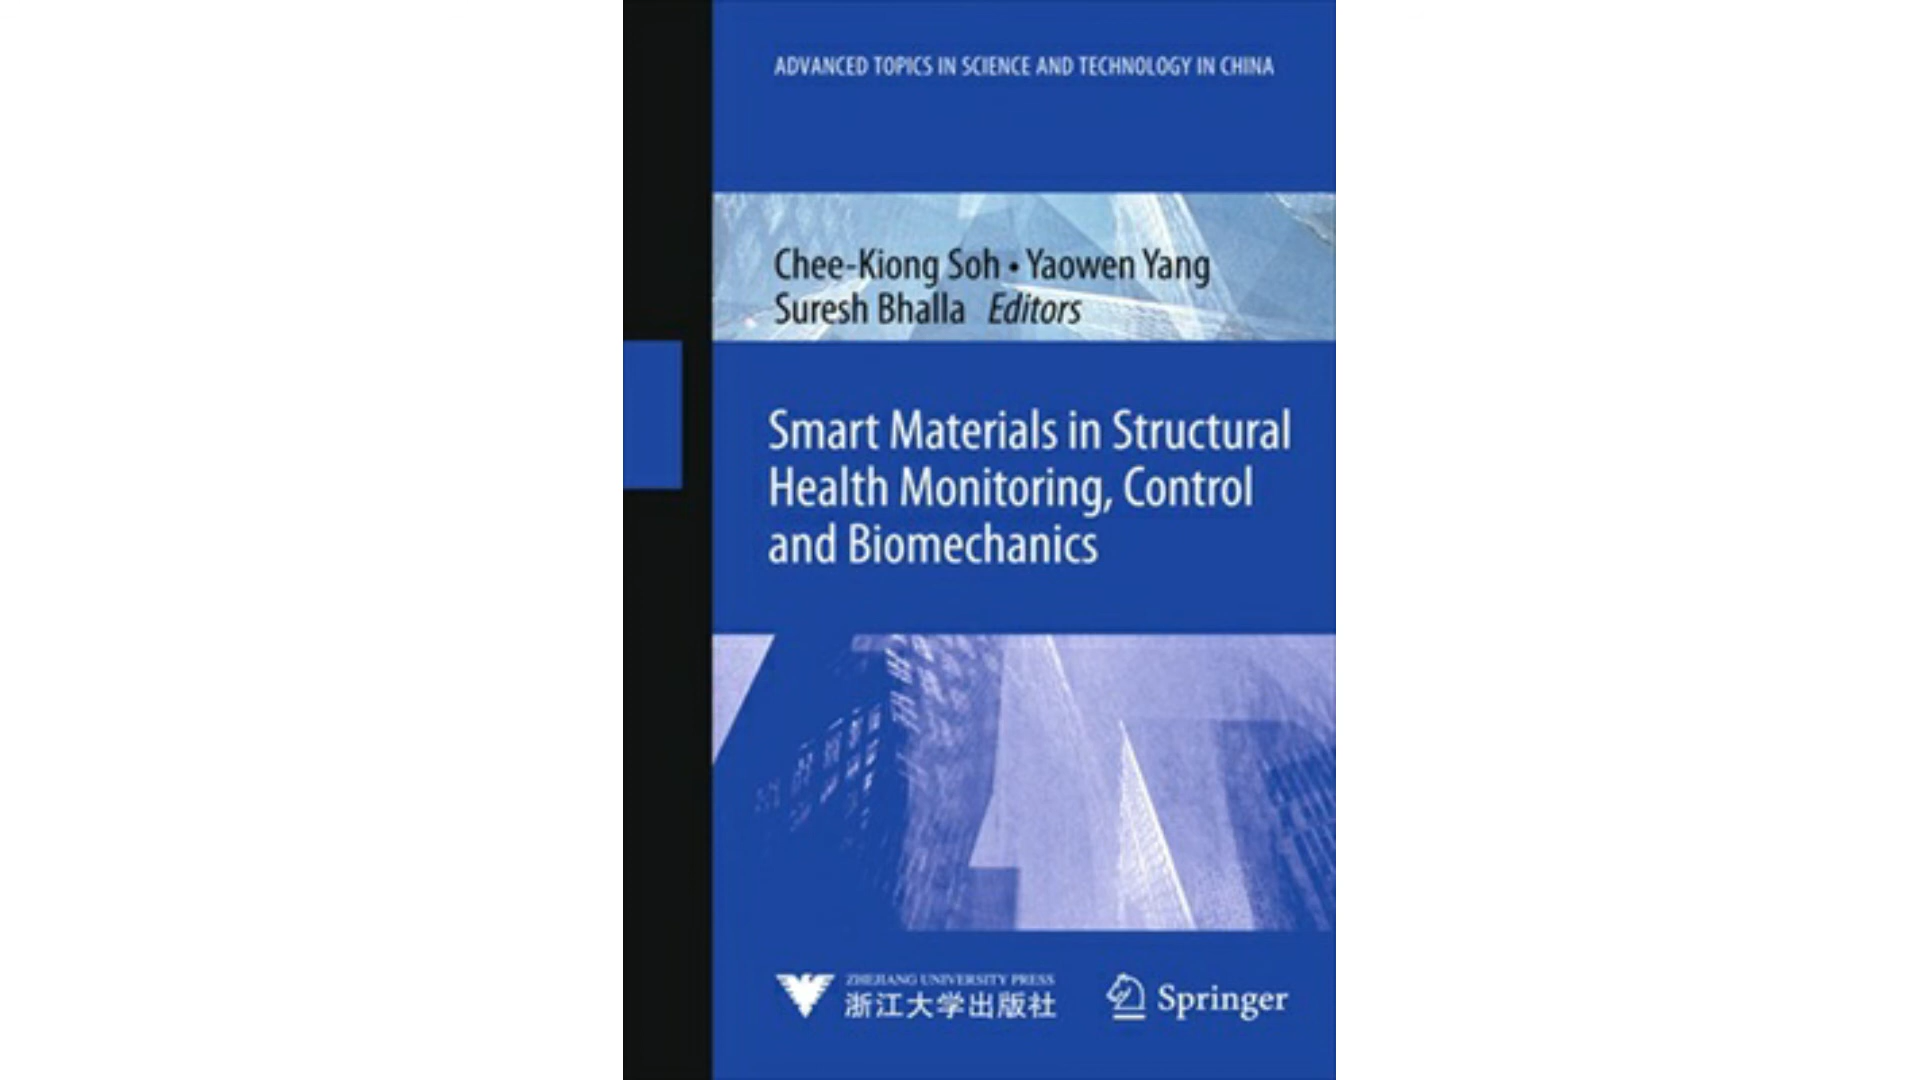 ADVANCED TOPICS IN SCIENCE AND TECHNOLOGY IN CHINA
Chee-Kiong Soh • Yaowen Yang
Suresh Bhalla Editors
Smart Materials in Structural
Health Monitoring, Control
and Biomechanics
ZHEJIANG UNIVERSITY PRESS
浙江大学出版社
Springer